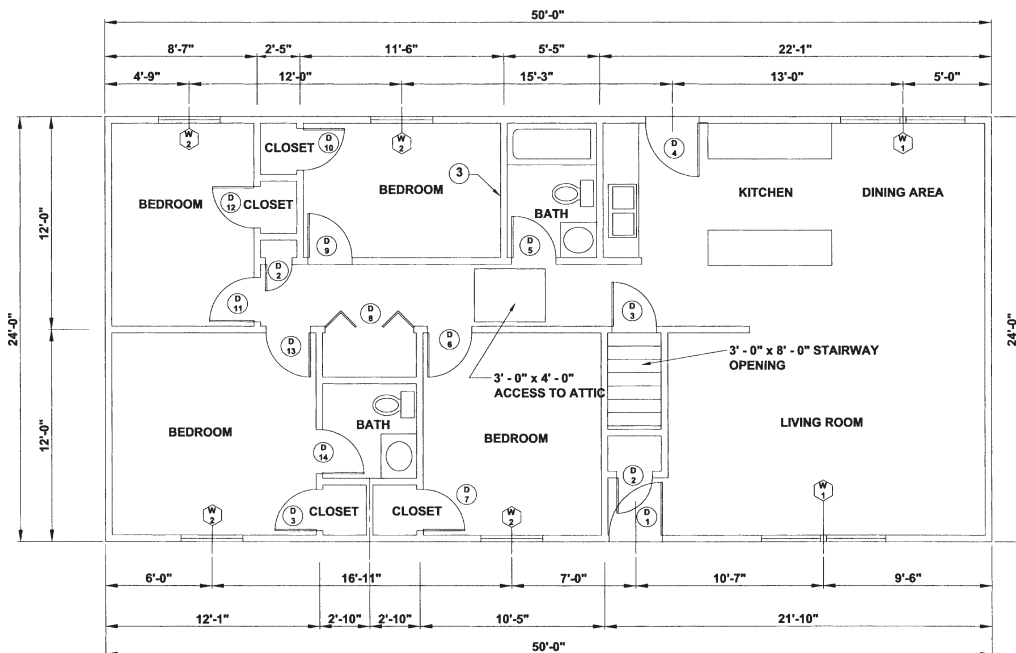 50'-0"
8'-7" 2'-5" 11'-6" 5'-5" 22'-1"
4'-9" 12'-0" 15'-3" 13'-0" 5'-0"
W 2
W 2
W 1
D 4
CLOSET
D 10
3
BEDROOM
KITCHEN
DINING AREA
BEDROOM
D 12
CLOSET
BATH
12'-0"
D 9
D 5
D 2
D 11
D 8
D 3
24'-0"
24'-0"
D 13
D 6
3' - 0" x 8' - 0" STAIRWAY
OPENING
3' - 0" x 4' - 0"
ACCESS TO ATTIC
12'-0"
BEDROOM
BATH
BEDROOM
LIVING ROOM
D 14
D 2
D 7
W 1
W 2
D 3
CLOSET
CLOSET
W 2
D 1
6'-0" 16'-11" 7'-0" 10'-7" 9'-6"
12'-1" 2'-10" 2'-10" 10'-5" 21'-10"
50'-0"